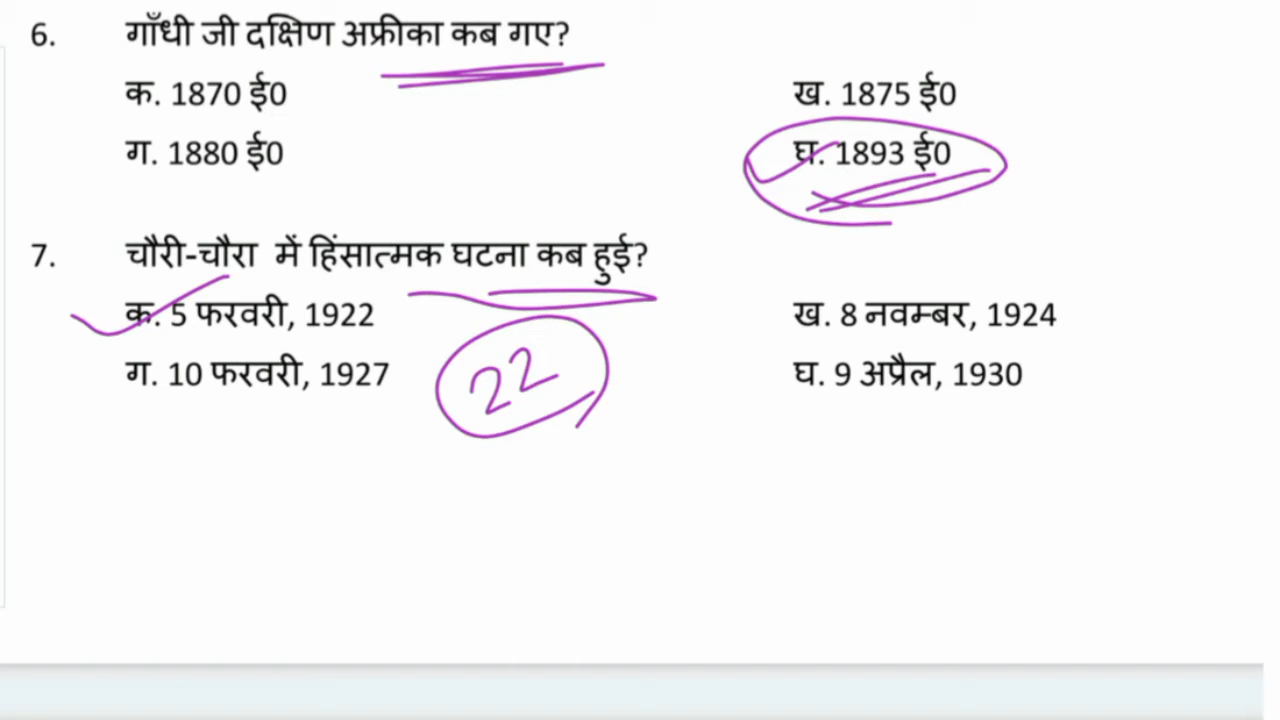 6. गाँधी जी दक्षिण अफ्रीका कब गए?
क. 1870 ई0 ख. 1875 ई0
ग. 1880 ई0 घ. 1893 ई0
7. चौरी-चौरा में हिंसात्मक घटना कब हुई?
क. 5 फरवरी, 1922 ख. 8 नवम्बर, 1924
ग. 10 फरवरी, 1927 घ. 9 अप्रैल, 1930
22